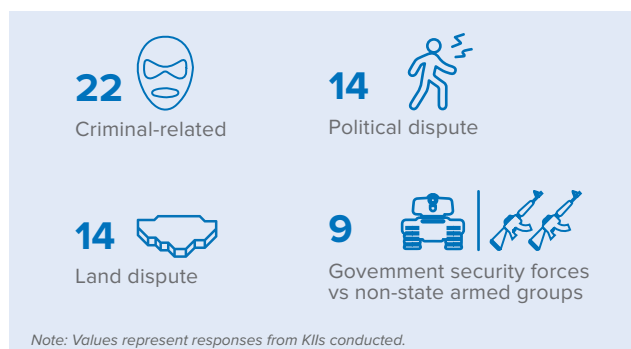 22
Criminal-related
14
Political dispute
14
Land dispute
9
Government security forces
vs non-state armed groups
Note: Values represent responses from KIIs conducted.